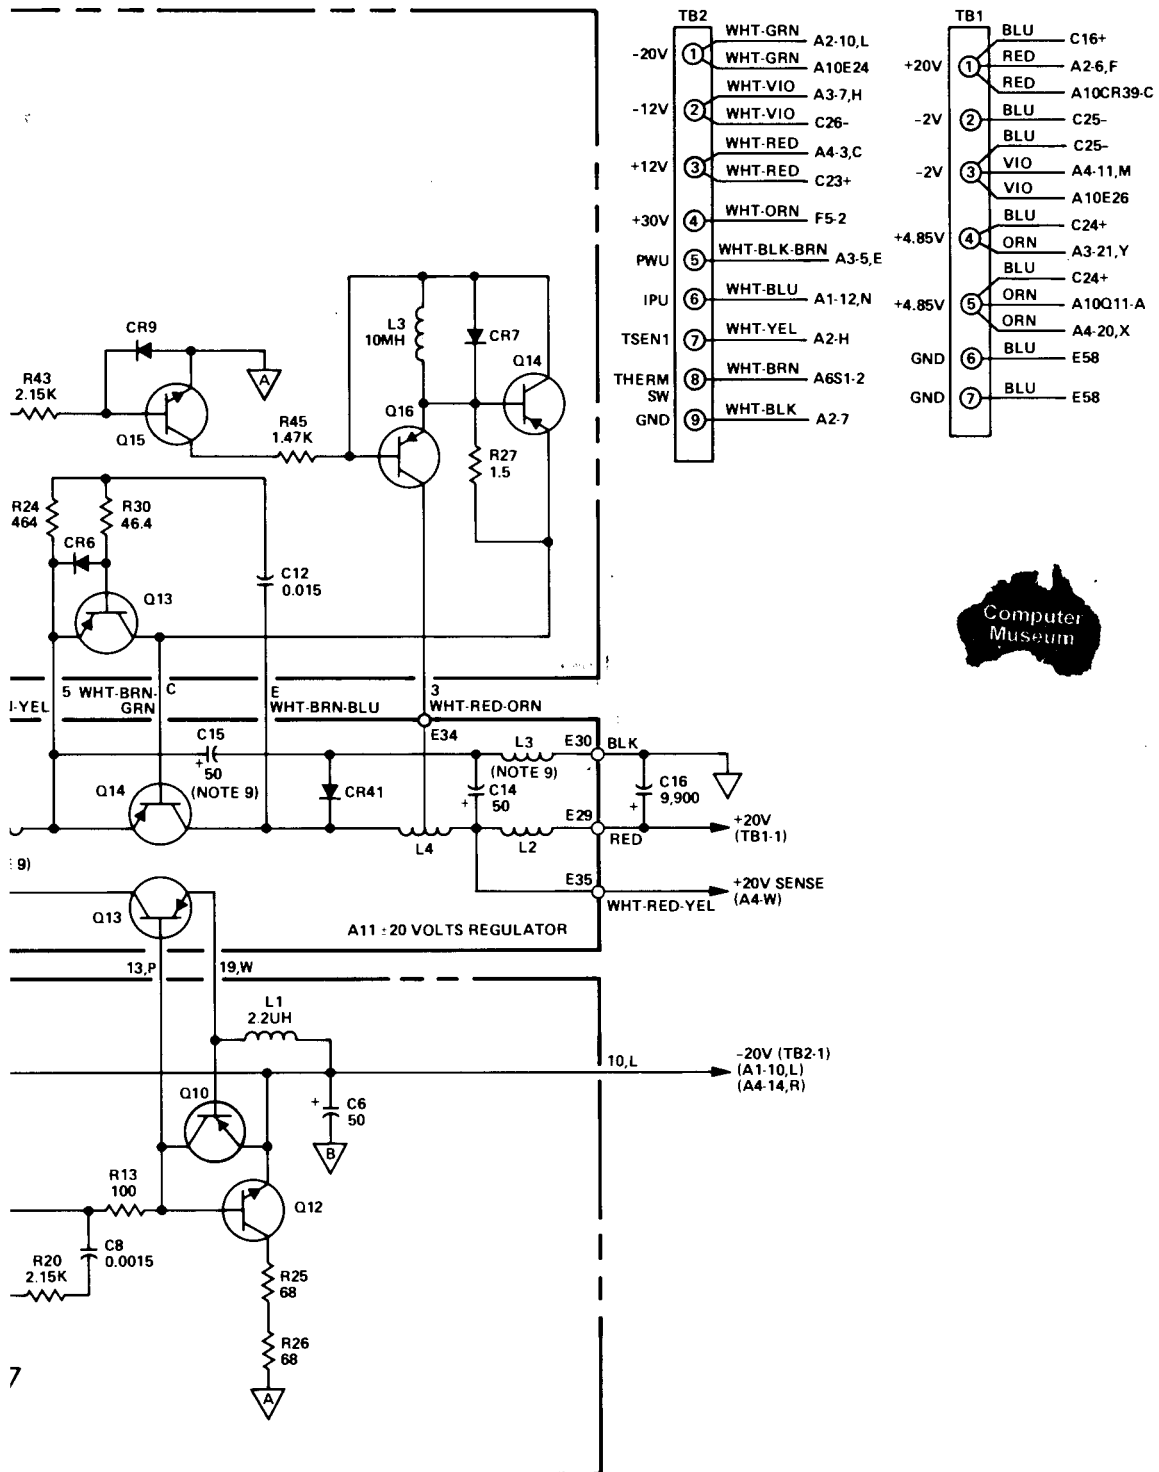 TB2
-20V
1
WHT-GRN
A2-10,L
WHT-GRN
A10E24
-12V
2
WHT-VIO
A3-7,H
WHT-VIO
C26-
+12V
3
WHT-RED
A4-3,C
WHT-RED
C23+
+30V
4
WHT-ORN
F5-2
PWU
5
WHT-BLK-BRN
A3-5,E
IPU
6
WHT-BLU
A1-12,N
TSEN1
7
WHT-YEL
A2-H
THERM
SW
8
WHT-BRN
A6S1-2
GND
9
WHT-BLK
A2-7
TB1
+20V
1
BLU
C16+
RED
A2-6,F
RED
A10CR39-C
-2V
2
BLU
C25-
-2V
3
BLU
C25-
VIO
A4-11,M
VIO
A10E26
+4.85V
4
BLU
C24+
ORN
A3-21,Y
+4.85V
5
BLU
C24+
ORN
A10Q11-A
ORN
A4-20,X
GND
6
BLU
E58
GND
7
BLU
E58
CR9
A
R43
2.15K
Q15
R45
1.47K
L3
10MH
CR7
Q14
Q16
R27
1.5
R24
464
R30
46.4
CR6
Q13
C12
0.015
Computer
Museum
-YEL
5
WHT-BRN-
GRN
C
E
WHT-BRN-BLU
3
WHT-RED-ORN
E34
C15
+
50
(NOTE 9)
L3
(NOTE 9)
E30
BLK
Q14
CR41
C14
+
50
C16
+
9,900
L4
L2
E29
RED
+20V
(TB1-1)
9)
E35
WHT-RED-YEL
+20V SENSE
(A4-W)
Q13
A11 ±20 VOLTS REGULATOR
13,P
19,W
L1
2.2UH
10,L
-20V (TB2-1)
(A1-10,L)
(A4-14,R)
Q10
+
C6
50
B
R13
100
Q12
C8
0.0015
R20
2.15K
R25
68
R26
68
A
7